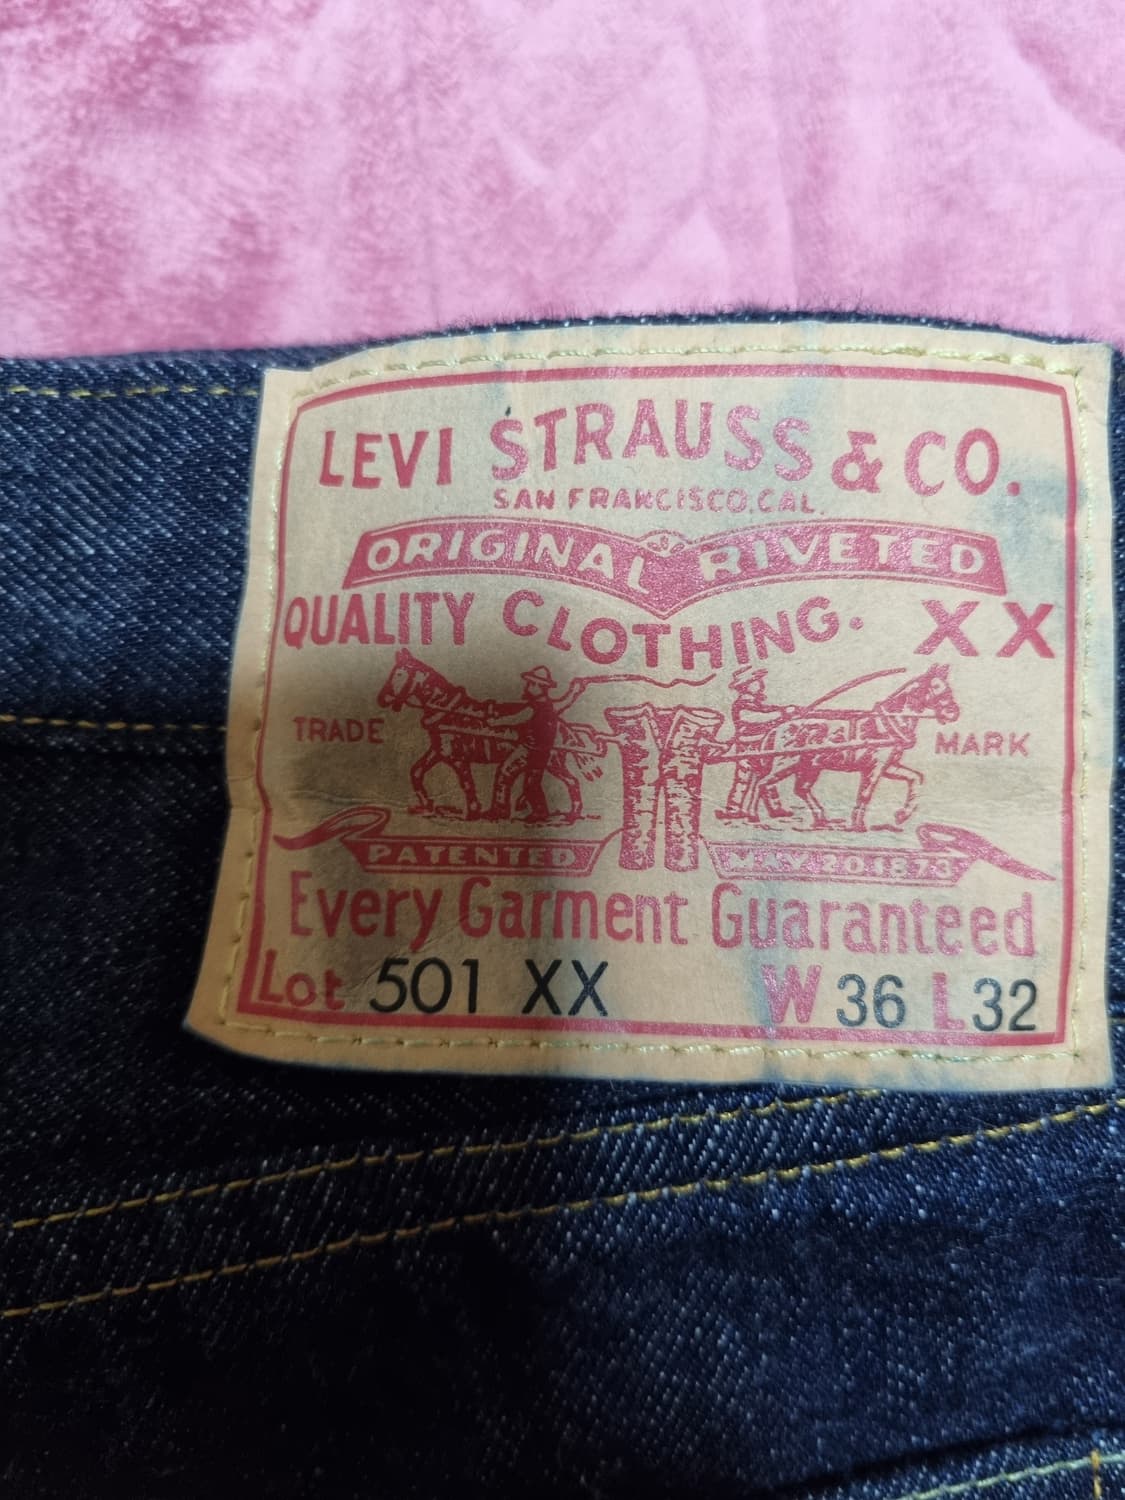 LEVI STRAUSS & CO.
SAN FRANCISCO, CAL.
ORIGINAL RIVETED
QUALITY CLOTHING. XX
TRADE MARK
PATENTED MAY 20 1873
Every Garment Guaranteed
Lot 501 XX W 36 L 32